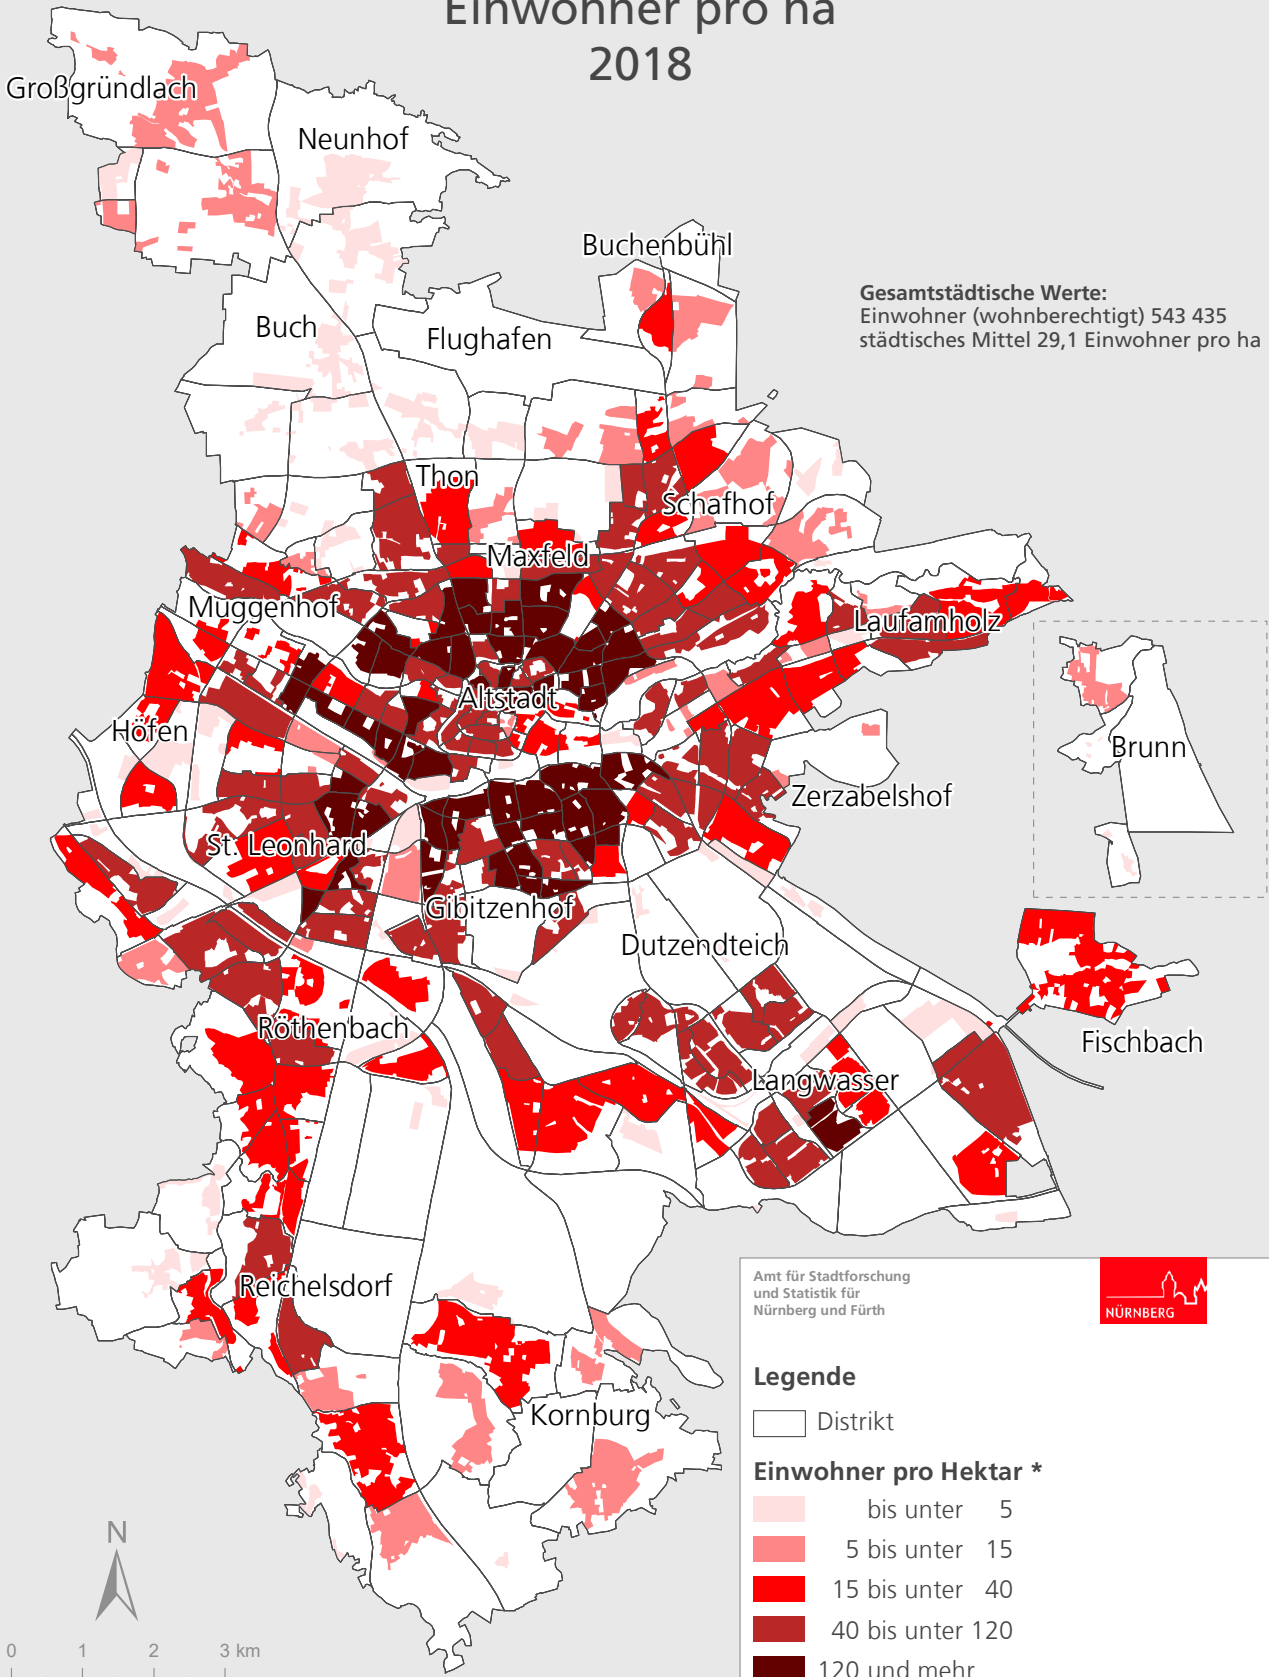 Einwohner pro ha
2018
Großgründlach
Neunhof
Buchenbühl
Gesamtstädtische Werte:
Einwohner (wohnberechtigt) 543 435
städtisches Mittel 29,1 Einwohner pro ha
Buch
Flughafen
Thon
Schafhof
Maxfeld
Muggenhof
Laufamholz
Altstadt
Höfen
Brunn
Zerzabelshof
St. Leonhard
Gibitzenhof
Dutzendteich
Röthenbach
Fischbach
Langwasser
Reichelsdorf
Kornburg
Amt für Stadtforschung
und Statistik für
Nürnberg und Fürth
NÜRNBERG
Legende
Distrikt
Einwohner pro Hektar *
bis unter 5
5 bis unter 15
15 bis unter 40
40 bis unter 120
120 und mehr
N
0 1 2 3 km